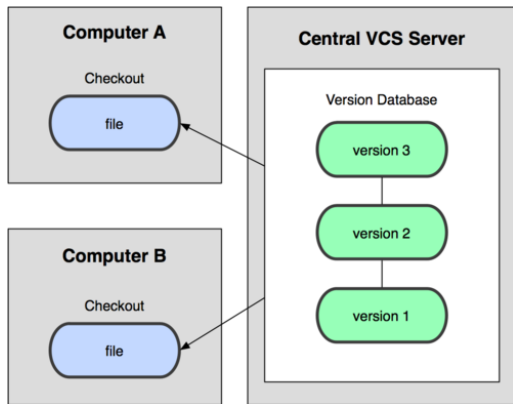 Computer A
Checkout
file
Computer B
Checkout
file
Central VCS Server
Version Database
version 3
version 2
version 1